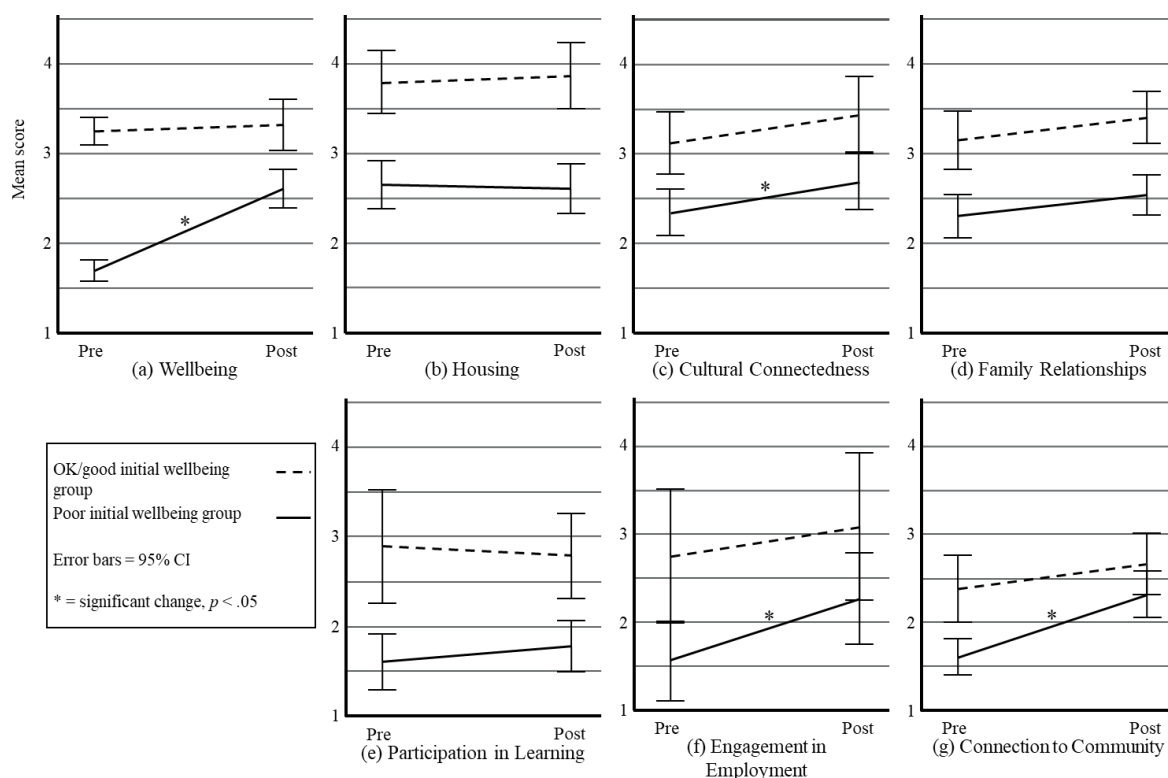 Mean score
4
3
2
1
Pre
Post
(a) Wellbeing
4
3
2
1
Pre
Post
(b) Housing
4
3
2
1
*
Pre
Post
(c) Cultural Connectedness
4
3
2
1
Pre
Post
(d) Family Relationships
*
OK/good initial wellbeing
group
Poor initial wellbeing group
Error bars = 95% CI
* = significant change, p < .05
4
3
2
1
Pre
Post
(e) Participation in Learning
4
3
2
1
*
Pre
Post
(f) Engagement in
Employment
4
3
2
1
*
Pre
Post
(g) Connection to Community